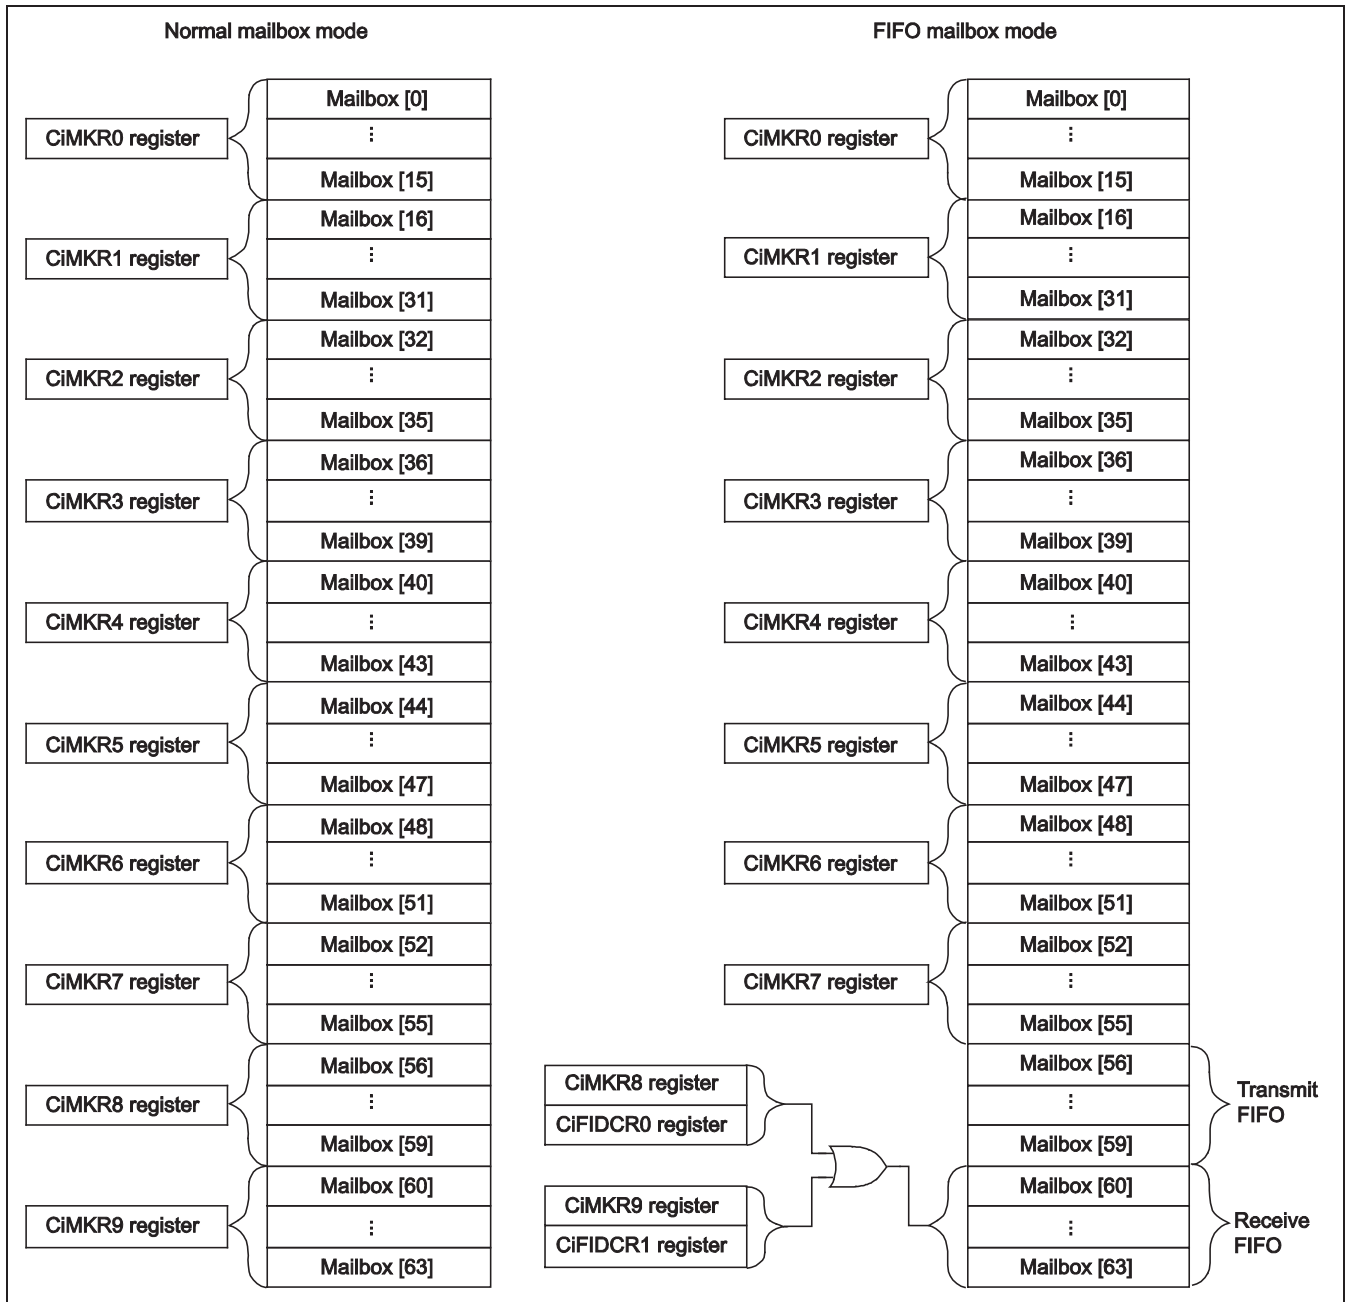 Normal mailbox mode
CiMKR0 register
Mailbox [0]
⋮
Mailbox [15]
CiMKR1 register
Mailbox [16]
⋮
Mailbox [31]
CiMKR2 register
Mailbox [32]
⋮
Mailbox [35]
CiMKR3 register
Mailbox [36]
⋮
Mailbox [39]
CiMKR4 register
Mailbox [40]
⋮
Mailbox [43]
CiMKR5 register
Mailbox [44]
⋮
Mailbox [47]
CiMKR6 register
Mailbox [48]
⋮
Mailbox [51]
CiMKR7 register
Mailbox [52]
⋮
Mailbox [55]
CiMKR8 register
Mailbox [56]
⋮
Mailbox [59]
CiMKR9 register
Mailbox [60]
⋮
Mailbox [63]
FIFO mailbox mode
CiMKR0 register
Mailbox [0]
⋮
Mailbox [15]
CiMKR1 register
Mailbox [16]
⋮
Mailbox [31]
CiMKR2 register
Mailbox [32]
⋮
Mailbox [35]
CiMKR3 register
Mailbox [36]
⋮
Mailbox [39]
CiMKR4 register
Mailbox [40]
⋮
Mailbox [43]
CiMKR5 register
Mailbox [44]
⋮
Mailbox [47]
CiMKR6 register
Mailbox [48]
⋮
Mailbox [51]
CiMKR7 register
Mailbox [52]
⋮
Mailbox [55]
CiMKR8 register
CiFIDCR0 register
Mailbox [56]
⋮
Mailbox [59]
Transmit
FIFO
CiMKR9 register
CiFIDCR1 register
Mailbox [60]
⋮
Mailbox [63]
Receive
FIFO